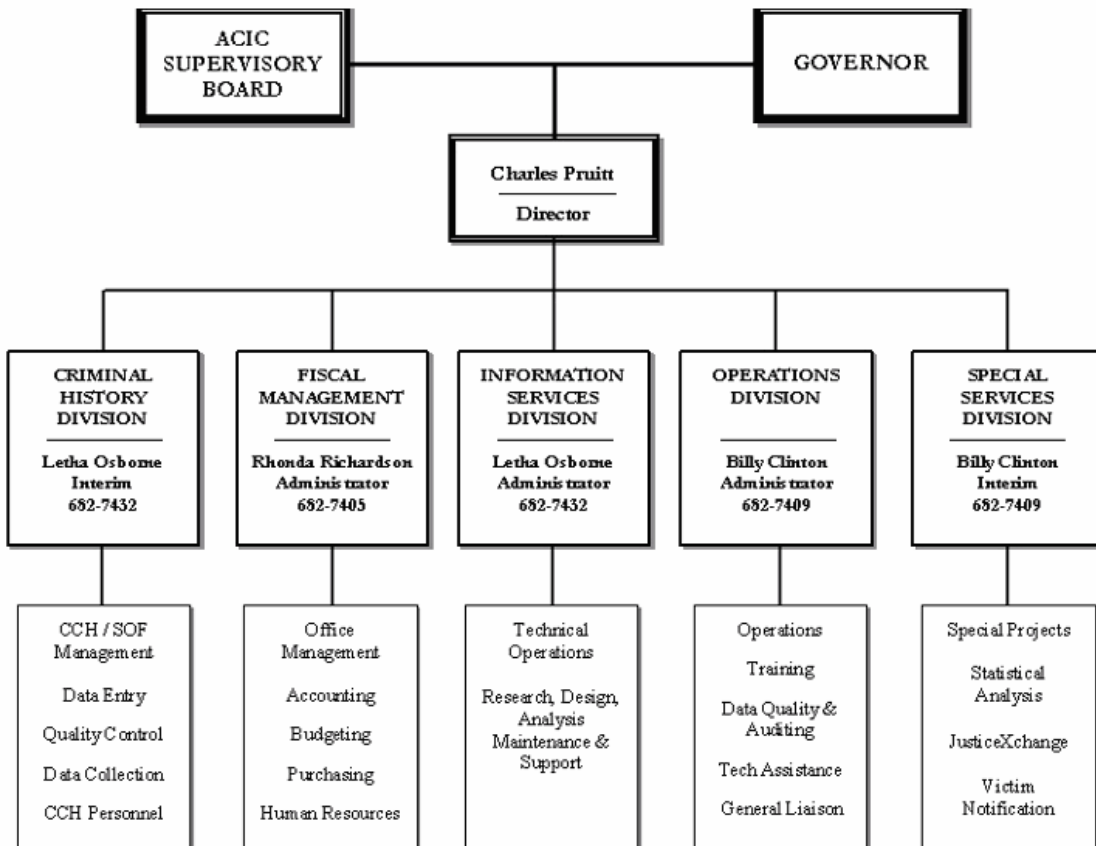 ACIC
SUPERVISORY
BOARD
GOVERNOR
Charles Pruitt
Director
CRIMINAL
HISTORY
DIVISION
Letha Osborne
Interim
682-7432
FISCAL
MANAGEMENT
DIVISION
Rhonda Richardson
Administrator
682-7405
INFORMATION
SERVICES
DIVISION
Letha Osborne
Administrator
682-7432
OPERATIONS
DIVISION
Billy Clinton
Administrator
682-7409
SPECIAL
SERVICES
DIVISION
Billy Clinton
Interim
682-7409
CCH / SOF
Management
Data Entry
Quality Control
Data Collection
CCH Personnel
Office
Management
Accounting
Budgeting
Purchasing
Human Resources
Technical
Operations
Research, Design,
Analysis
Maintenance &
Support
Operations
Training
Data Quality &
Auditing
Tech Assistance
General Liaison
Special Projects
Statistical
Analysis
JusticeXchange
Victim
Notification